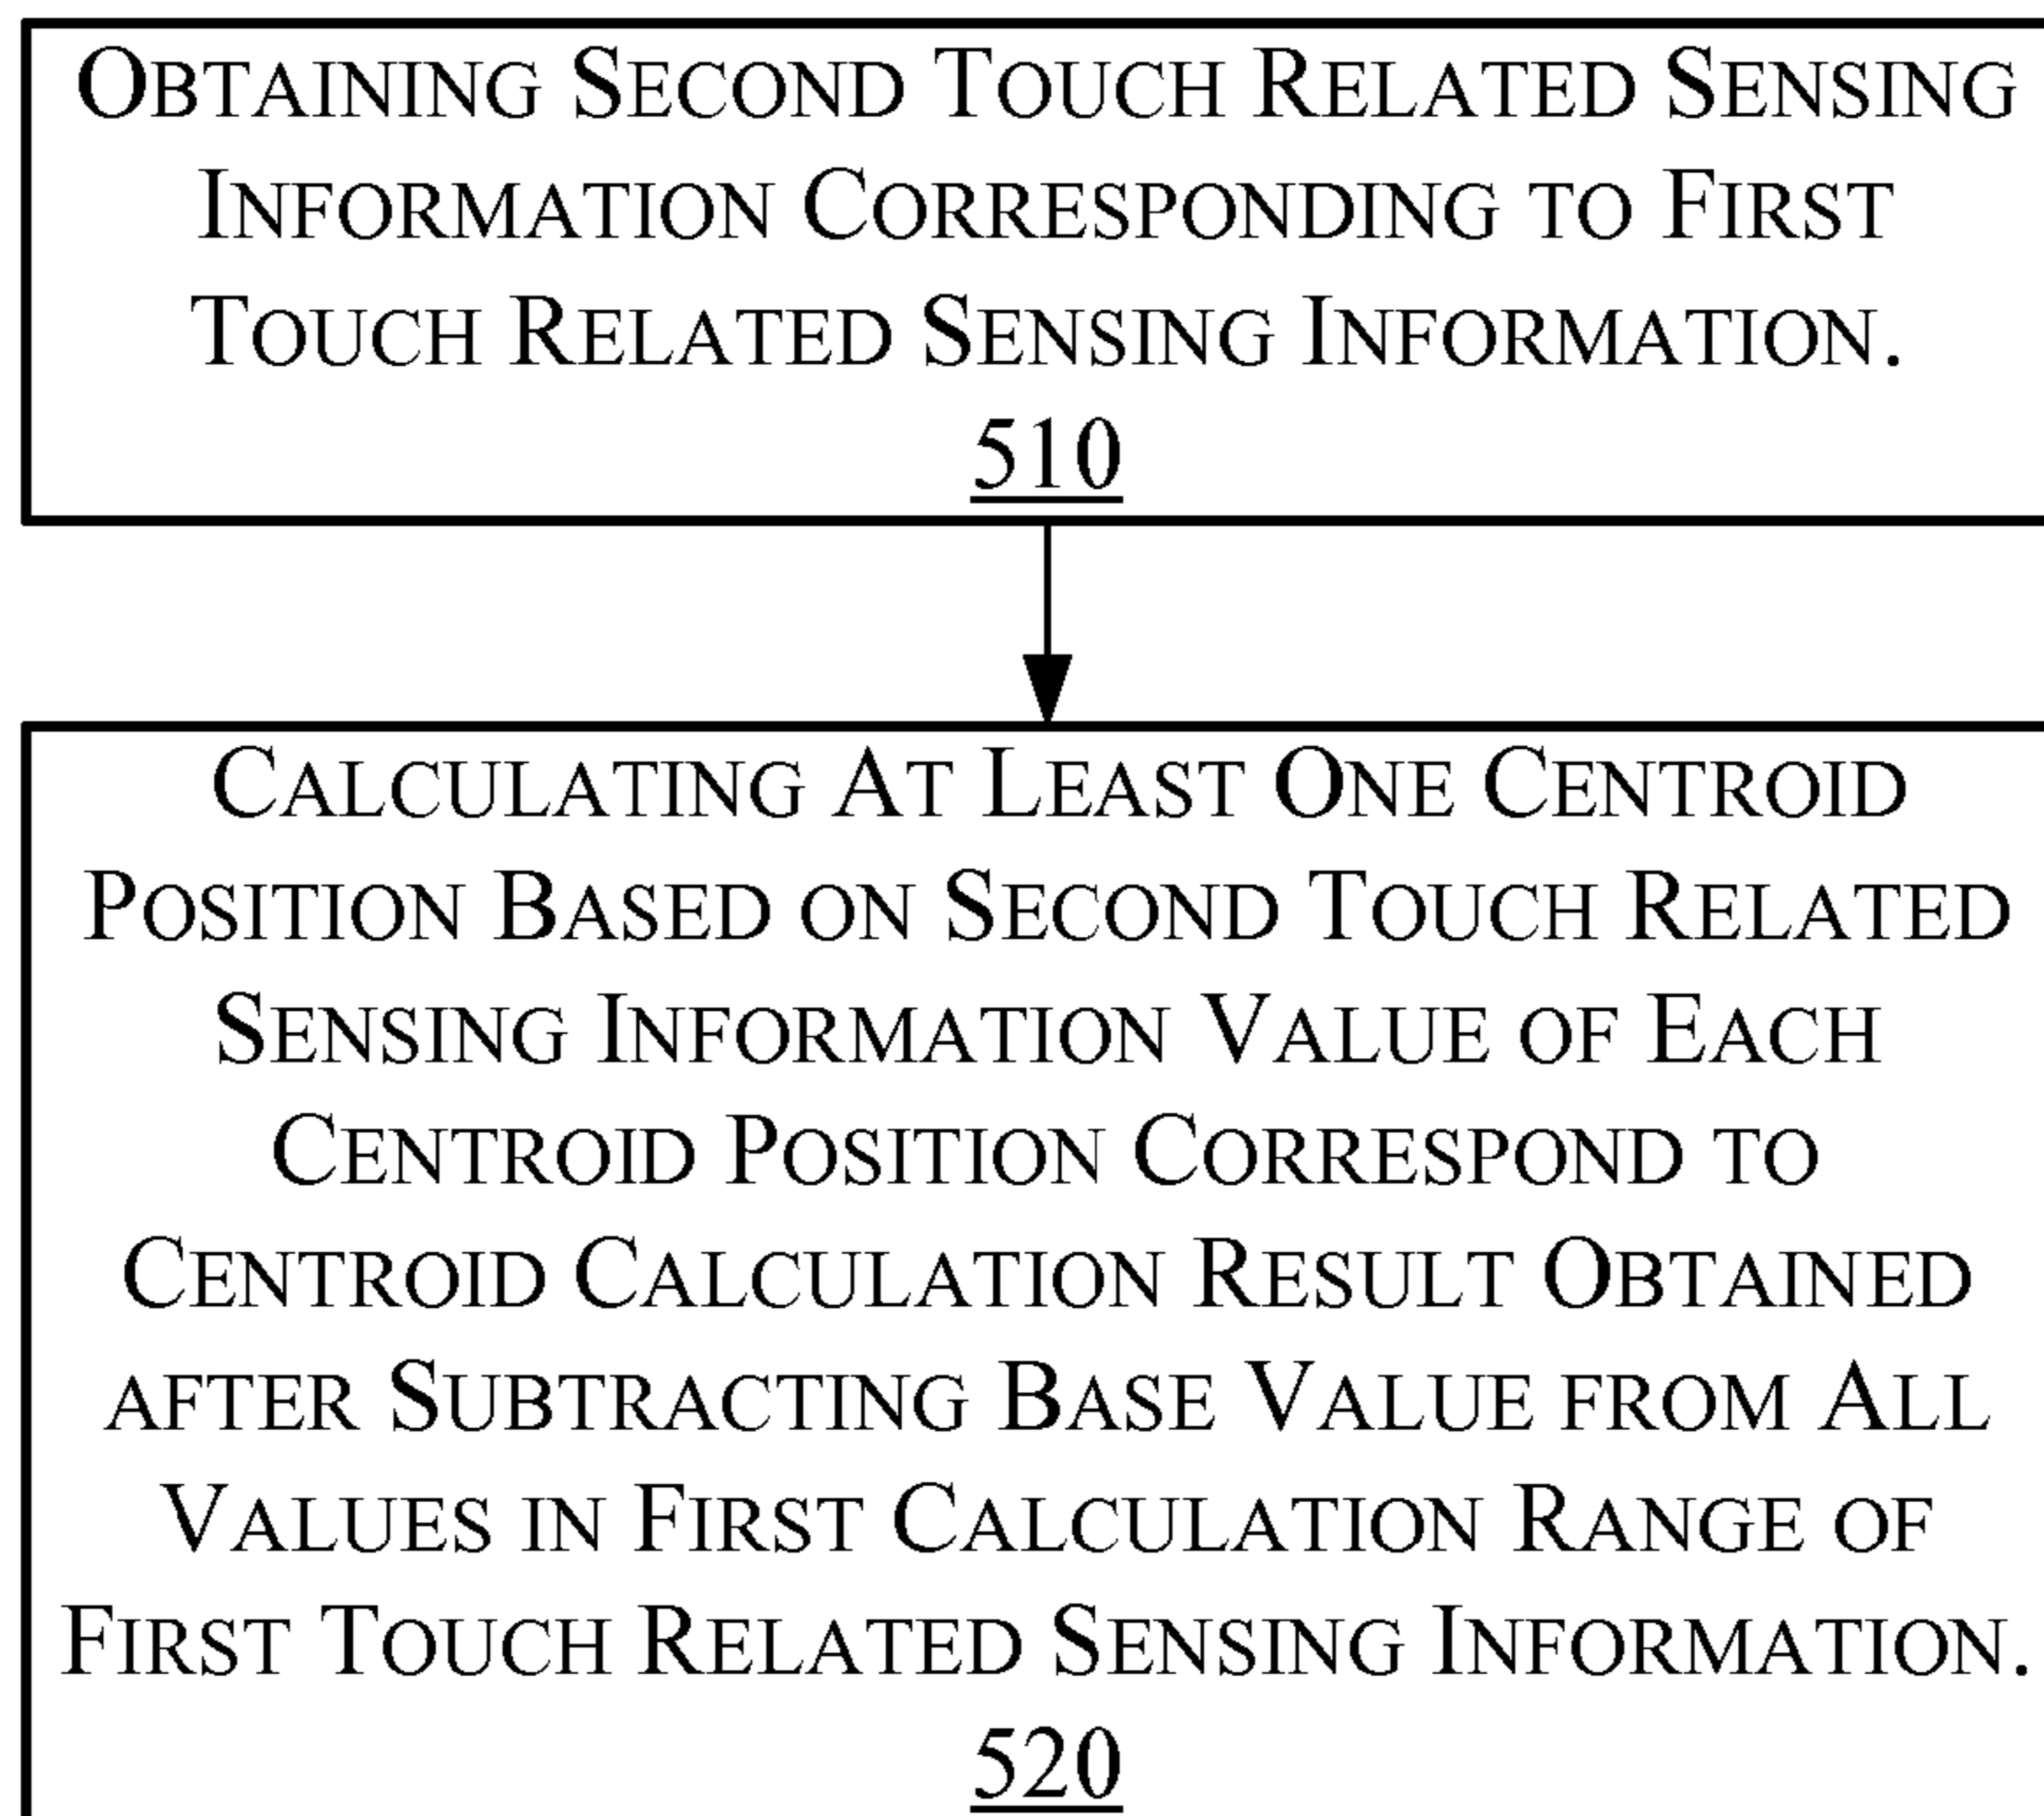 OBTAINING SECOND TOUCH RELATED SENSING
INFORMATION CORRESPONDING TO FIRST
TOUCH RELATED SENSING INFORMATION.
510
CALCULATING AT LEAST ONE CENTROID
POSITION BASED ON SECOND TOUCH RELATED
SENSING INFORMATION VALUE OF EACH
CENTROID POSITION CORRESPOND TO
CENTROID CALCULATION RESULT OBTAINED
AFTER SUBTRACTING BASE VALUE FROM ALL
VALUES IN FIRST CALCULATION RANGE OF
FIRST TOUCH RELATED SENSING INFORMATION.
520